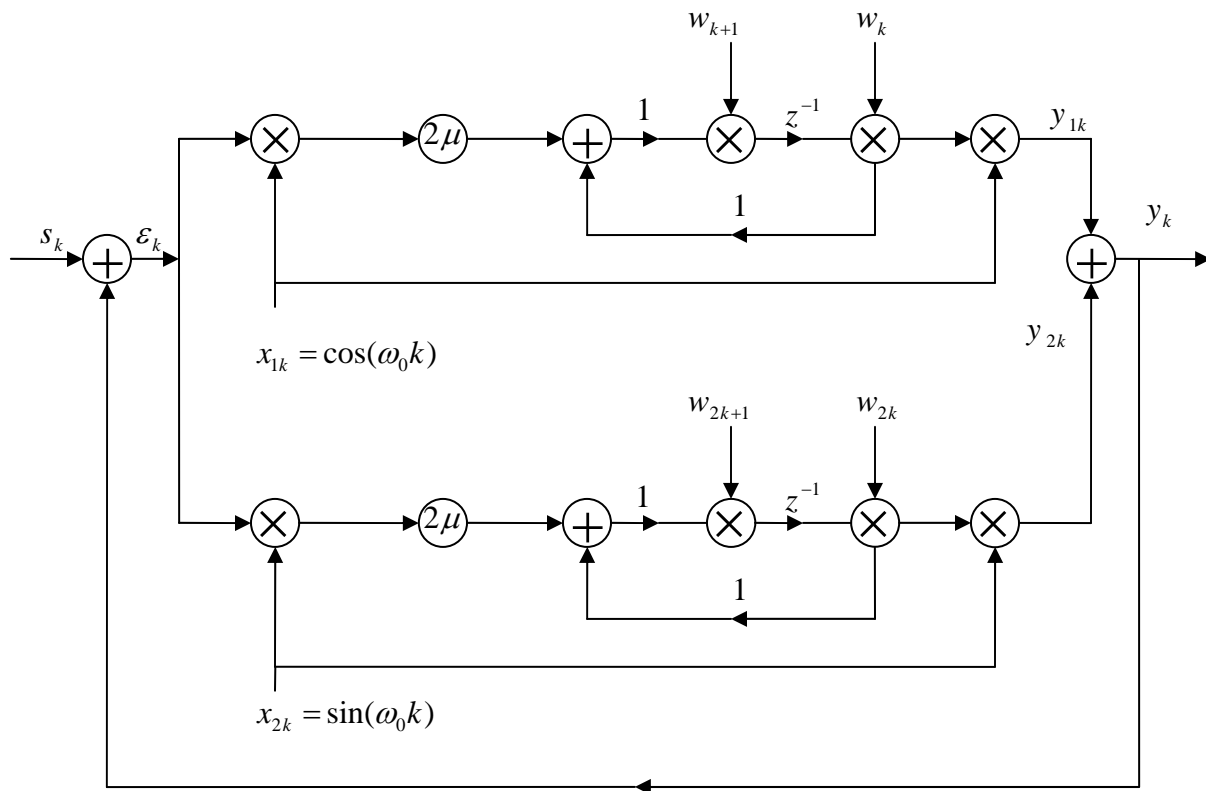 w_{k+1} w_k
1 z^{-1} y_{1k}
× 2μ + × × ×
1
s_k ε_k y_k
+ +
x_{1k} = cos(ω_0 k) y_{2k}
w_{2k+1} w_{2k}
1 z^{-1}
× 2μ + × × ×
1
x_{2k} = sin(ω_0 k)